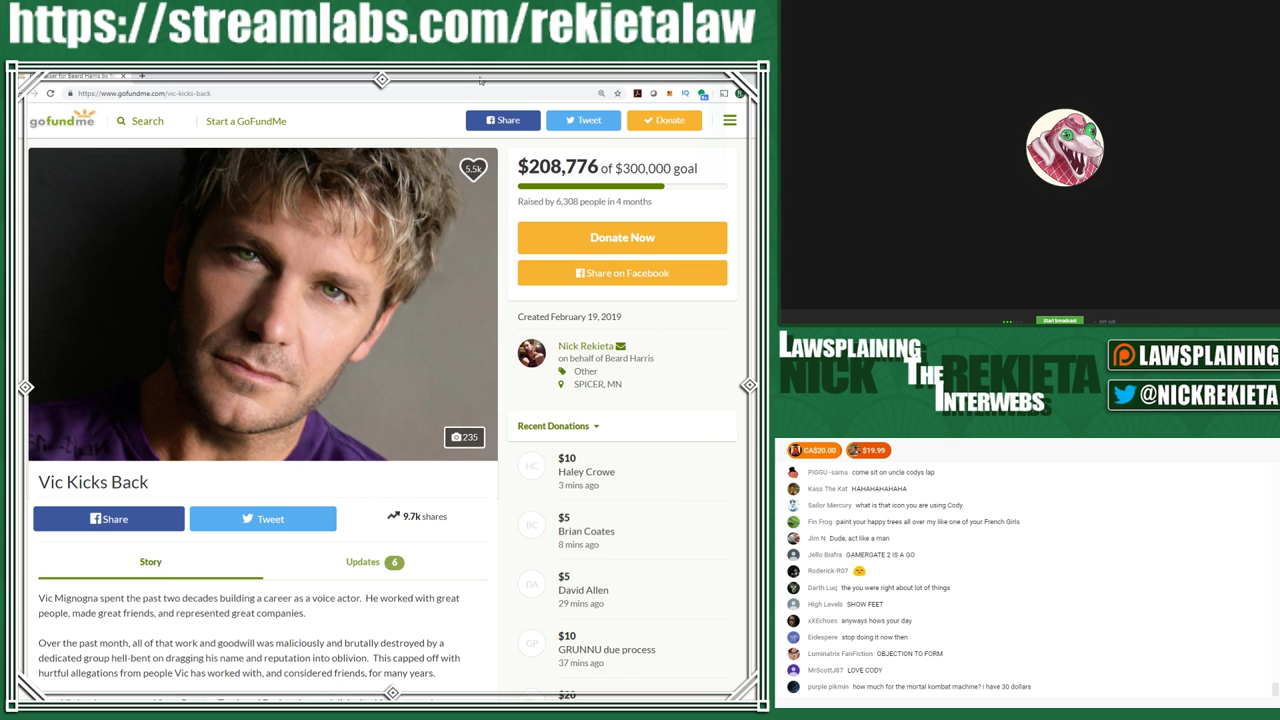 https://streamlabs.com/rekietalaw
https://www.gofundme.com/vic-kicks-back
gofundme
Search
Start a GoFundMe
Share
Tweet
Donate
5.5k
235
$208,776 of $300,000 goal
Raised by 6,308 people in 4 months
Donate Now
Share on Facebook
Created February 19, 2019
Nick Rekieta
on behalf of Beard Harris
Other
SPICER, MN
Recent Donations
HC
$10
Haley Crowe
3 mins ago
BC
$5
Brian Coates
8 mins ago
DA
$5
David Allen
29 mins ago
GP
$10
GRUNNU due process
37 mins ago
$20
Vic Kicks Back
Share
Tweet
9.7k shares
Story
Updates 6
Vic Mignogna spent the past two decades building a career as a voice actor. He worked with great
people, made great friends, and represented great companies.
Over the past month, all of that work and goodwill was maliciously and brutally destroyed by a
dedicated group hell-bent on dragging his name and reputation into oblivion. This capped off with
hurtful allegations from people Vic has worked with, and considered friends, for many years.
Start broadcast
LAWSPLAINING
THE
INTERWEBS
NICK REKIETA
LAWSPLAINING
@NICKREKIETA
CA$20.00
$19.99
PiGGU -sama come sit on uncle codys lap
Kass The Kat HAHAHAHAHAHA
Sailor Mercury what is that icon you are using Cody.
Fin Frog paint your happy trees all over my like one of your French Girls
Jim N Dude, act like a man
Jello Biafra GAMERGATE 2 IS A GO
Roderick-R07
Darth Luq the you were right about lot of things
High Levels SHOW FEET
xXEchoes anyways hows your day
Eidespere stop doing it now then
Luminatrix FanFiction OBJECTION TO FORM
MrScottJ87 LOVE CODY
purple pikmin how much for the mortal kombat machine? i have 30 dollars